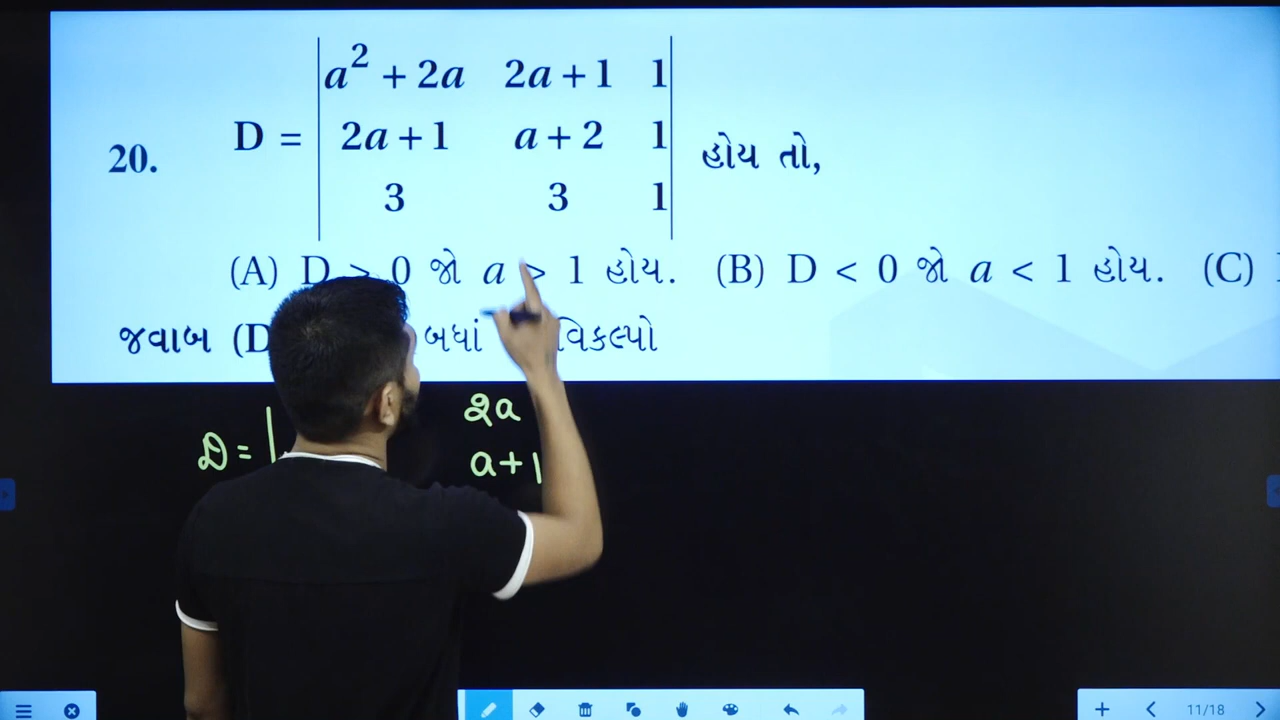 20. D = | a² + 2a 2a + 1 1 |
| 2a + 1 a + 2 1 |
| 3 3 1 |
હોય તો,
(A) D > 0 જો a > 1 હોય. (B) D < 0 જો a < 1 હોય. (C)
જવાબ (D બધાં વિકલ્પો
D = | 2a
a+1
11/18